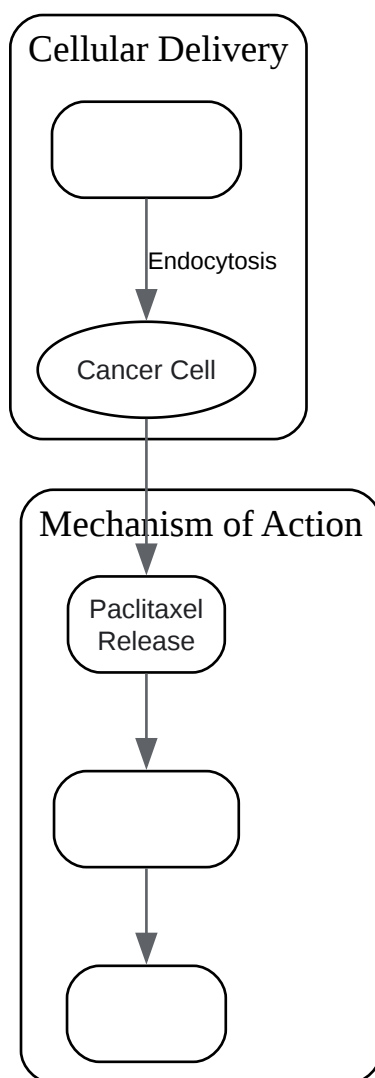 Cellular Delivery
Endocytosis
Cancer Cell
Mechanism of Action
Paclitaxel
Release